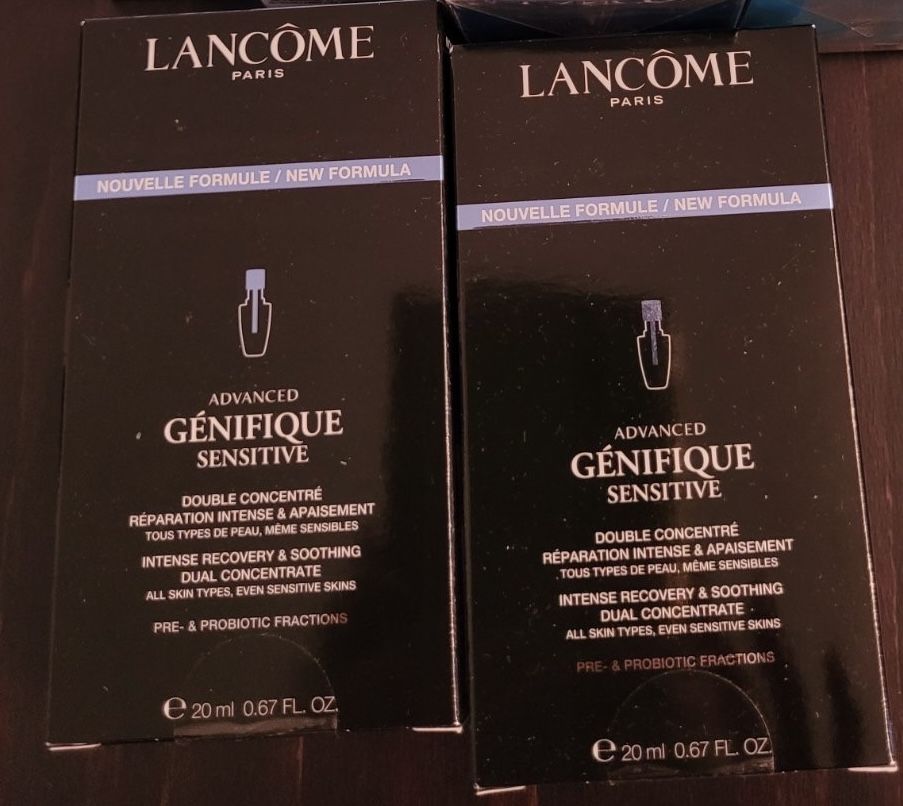 LANCÔME
PARIS
NOUVELLE FORMULE / NEW FORMULA
ADVANCED
GÉNIFIQUE
SENSITIVE
DOUBLE CONCENTRÉ
RÉPARATION INTENSE & APAISEMENT
TOUS TYPES DE PEAU, MÊME SENSIBLES
INTENSE RECOVERY & SOOTHING
DUAL CONCENTRATE
ALL SKIN TYPES, EVEN SENSITIVE SKINS
PRE- & PROBIOTIC FRACTIONS
℮ 20 ml 0.67 FL. OZ.
LANCÔME
PARIS
NOUVELLE FORMULE / NEW FORMULA
ADVANCED
GÉNIFIQUE
SENSITIVE
DOUBLE CONCENTRÉ
RÉPARATION INTENSE & APAISEMENT
TOUS TYPES DE PEAU, MÊME SENSIBLES
INTENSE RECOVERY & SOOTHING
DUAL CONCENTRATE
ALL SKIN TYPES, EVEN SENSITIVE SKINS
PRE- & PROBIOTIC FRACTIONS
℮ 20 ml 0.67 FL. OZ.